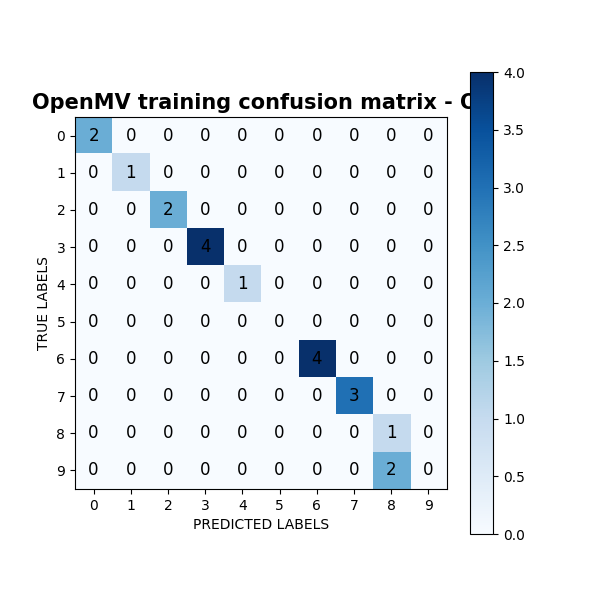 OpenMV training confusion matrix -
TRUE LABELS
0 2 0 0 0 0 0 0 0 0 0
1 0 1 0 0 0 0 0 0 0 0
2 0 0 2 0 0 0 0 0 0 0
3 0 0 0 4 0 0 0 0 0 0
4 0 0 0 0 1 0 0 0 0 0
5 0 0 0 0 0 0 0 0 0 0
6 0 0 0 0 0 0 4 0 0 0
7 0 0 0 0 0 0 0 3 0 0
8 0 0 0 0 0 0 0 0 1 0
9 0 0 0 0 0 0 0 0 2 0
0 1 2 3 4 5 6 7 8 9
PREDICTED LABELS
4.0
3.5
3.0
2.5
2.0
1.5
1.0
0.5
0.0